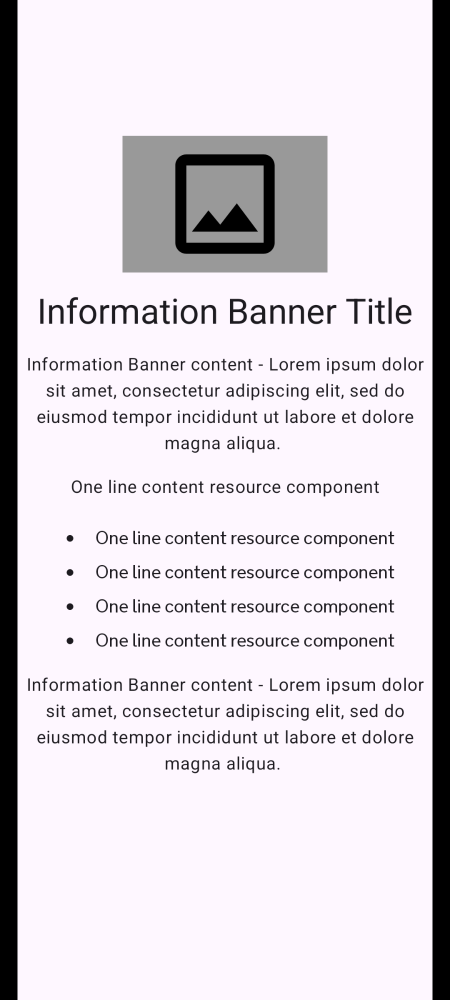 Information Banner Title
Information Banner content - Lorem ipsum dolor
sit amet, consectetur adipiscing elit, sed do
eiusmod tempor incididunt ut labore et dolore
magna aliqua.
One line content resource component
• One line content resource component
• One line content resource component
• One line content resource component
• One line content resource component
Information Banner content - Lorem ipsum dolor
sit amet, consectetur adipiscing elit, sed do
eiusmod tempor incididunt ut labore et dolore
magna aliqua.